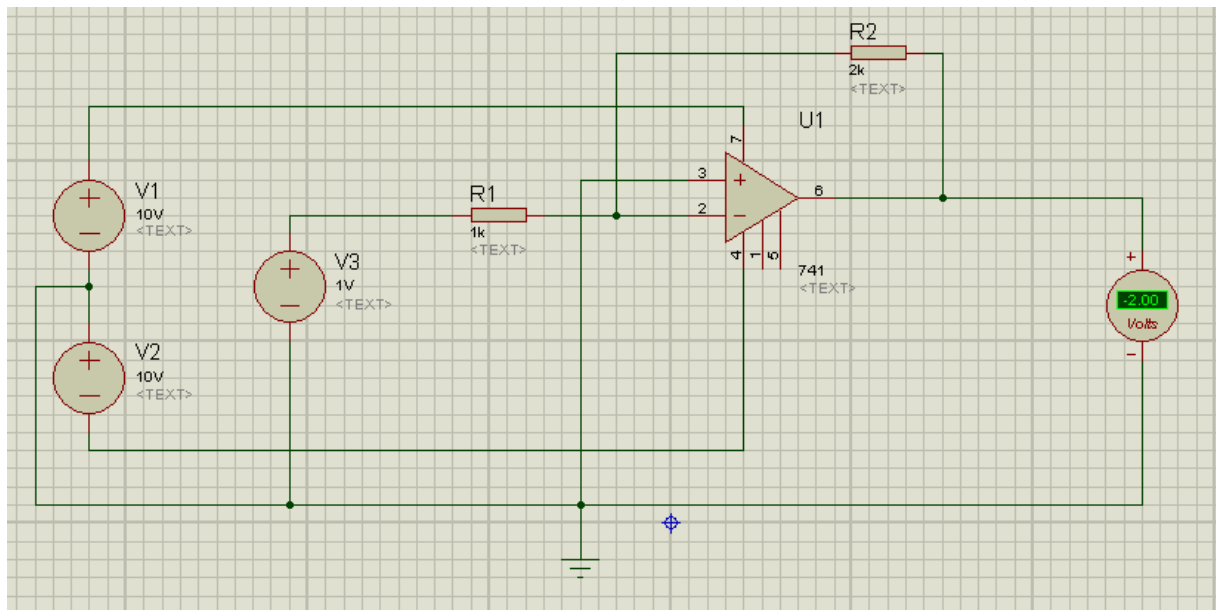 R2
2k
<TEXT>
U1
7
V1
10V
<TEXT>
R1
1k
<TEXT>
3
2
6
4
1
5
741
<TEXT>
V3
1V
<TEXT>
+
-2.00
Volts
−
V2
10V
<TEXT>